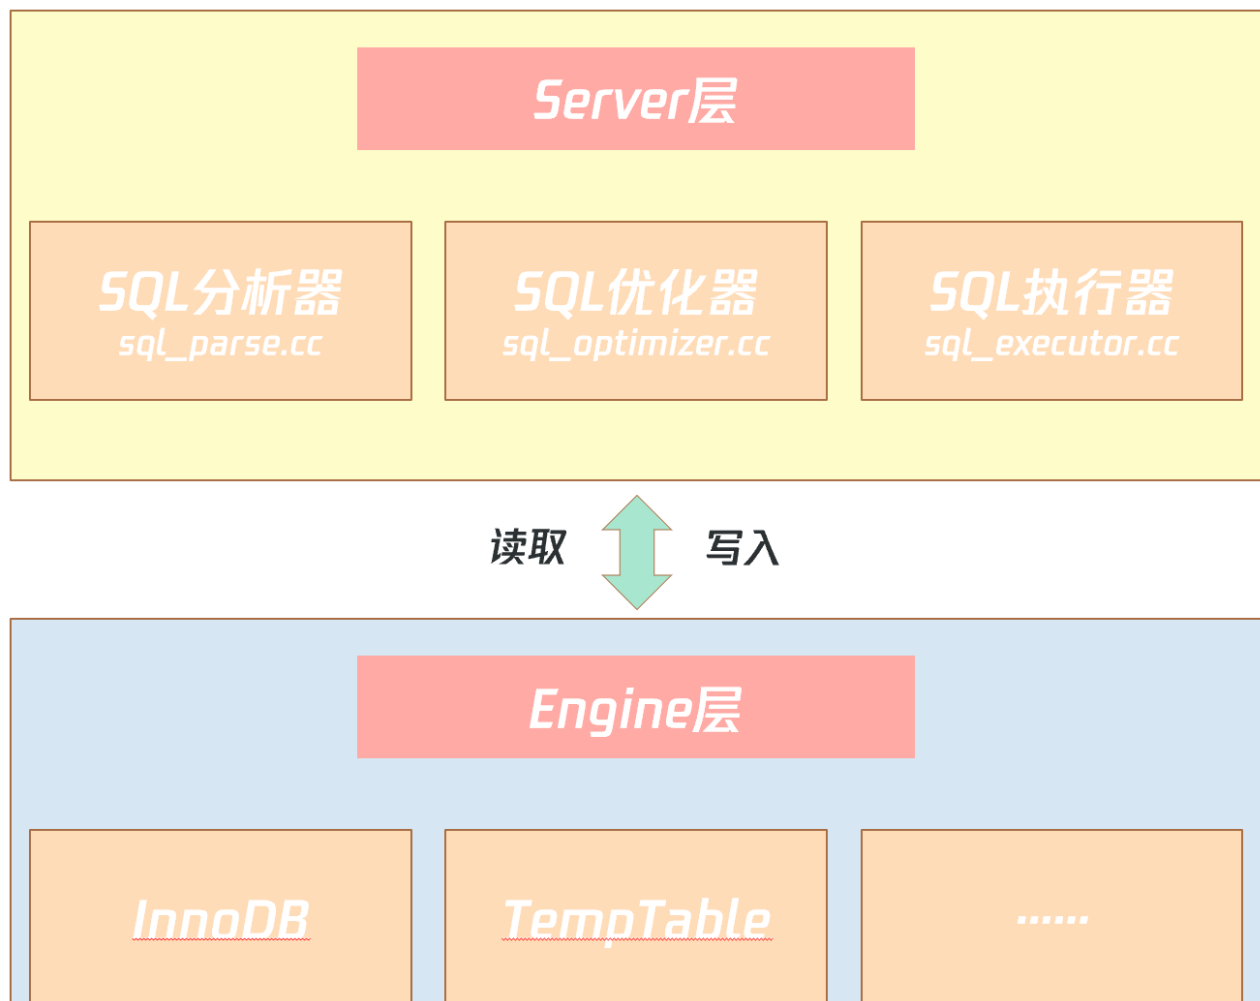 Server层
SQL分析器
sql_parse.cc
SQL优化器
sql_optimizer.cc
SQL执行器
sql_executor.cc
读取
写入
Engine层
InnoDB
TempTable
······